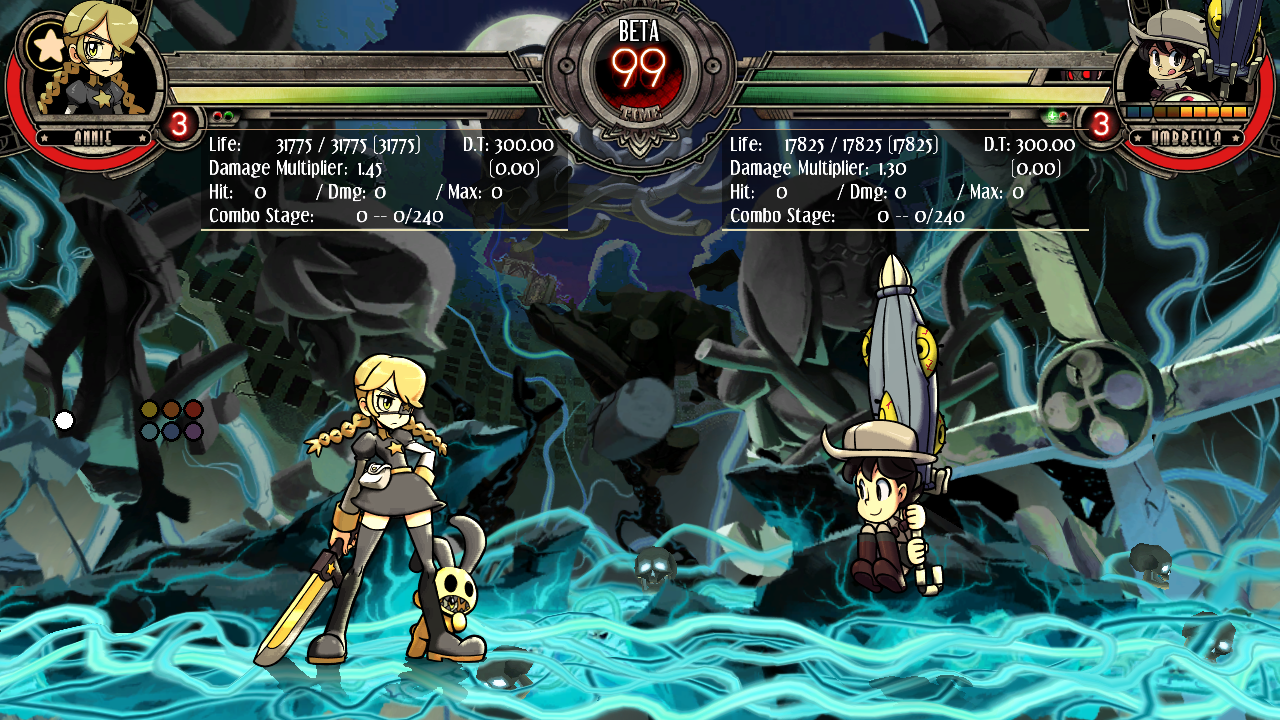 BETA
99
TIME
ANNIE
3
3
UMBRELLA
Life: 31775 / 31775 (31775) D.T: 300.00
Damage Multiplier: 1.45 (0.00)
Hit: 0 / Dmg: 0 / Max: 0
Combo Stage: 0 -- 0/240
Life: 17825 / 17825 (17825) D.T: 300.00
Damage Multiplier: 1.30 (0.00)
Hit: 0 / Dmg: 0 / Max: 0
Combo Stage: 0 -- 0/240